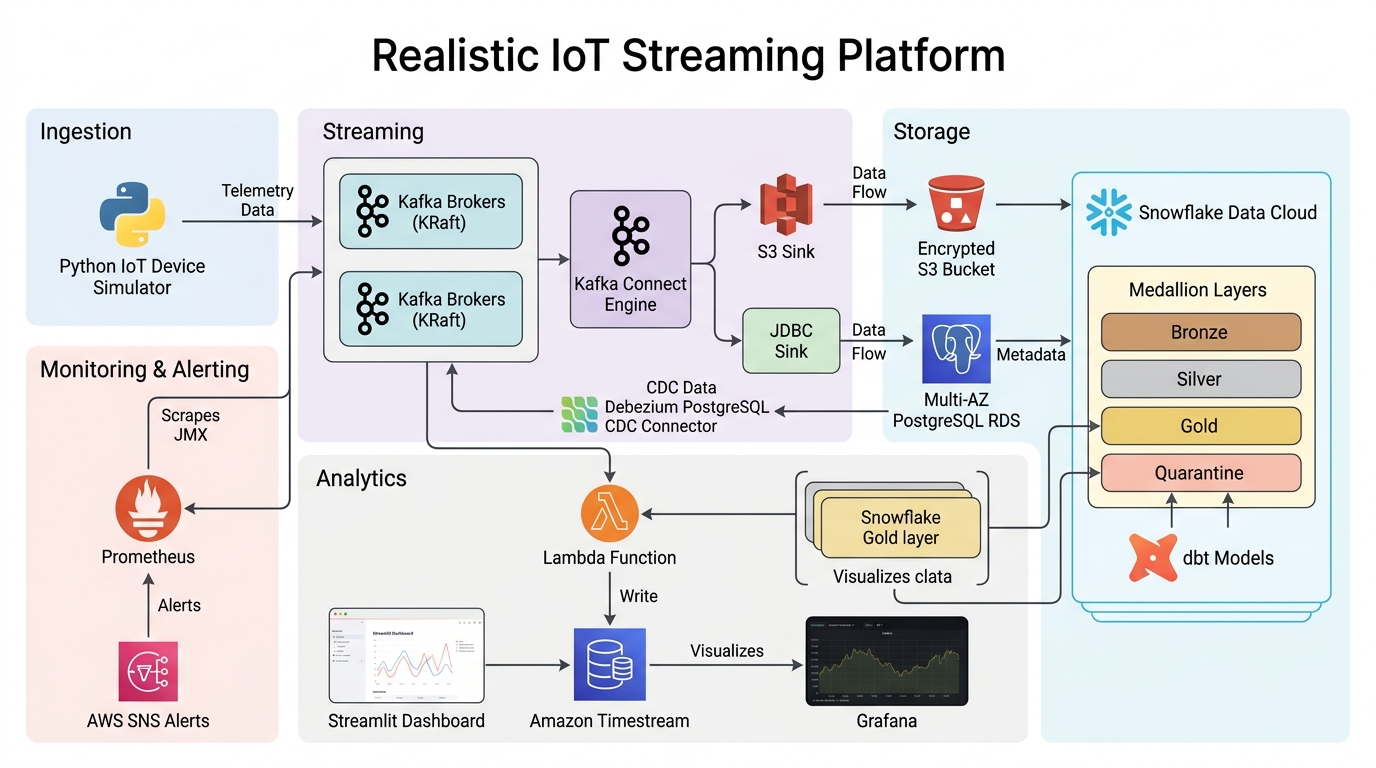 Realistic IoT Streaming Platform
Ingestion
Telemetry
Data
Python IoT Device
Simulator
Monitoring & Alerting
Scrapes
JMX
Prometheus
Alerts
AWS SNS Alerts
Streaming
Kafka Brokers
(KRaft)
Kafka Brokers
(KRaft)
Kafka Connect
Engine
S3 Sink
JDBC
Sink
CDC Data
Debezium PostgreSQL
CDC Connector
Data
Flow
Data
Flow
Storage
Encrypted
S3 Bucket
Multi-AZ
PostgreSQL RDS
Metadata
Snowflake Data Cloud
Medallion Layers
Bronze
Silver
Gold
Quarantine
dbt Models
Analytics
Lambda Function
Write
Snowflake
Gold layer
Visualizes clata
Streamlit Dashboard
Streamlit Dashboard
Amazon Timestream
Visualizes
Grafana